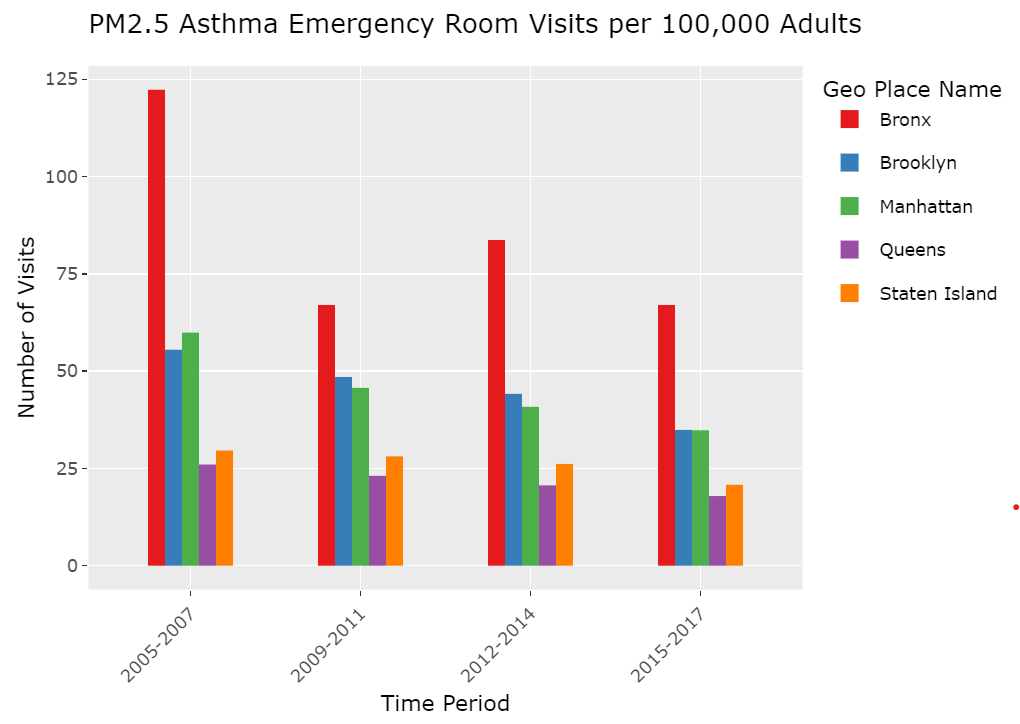 PM2.5 Asthma Emergency Room Visits per 100,000 Adults
Number of Visits
125
100
75
50
25
0
2005-2007
2009-2011
2012-2014
2015-2017
Time Period
Geo Place Name
Bronx
Brooklyn
Manhattan
Queens
Staten Island